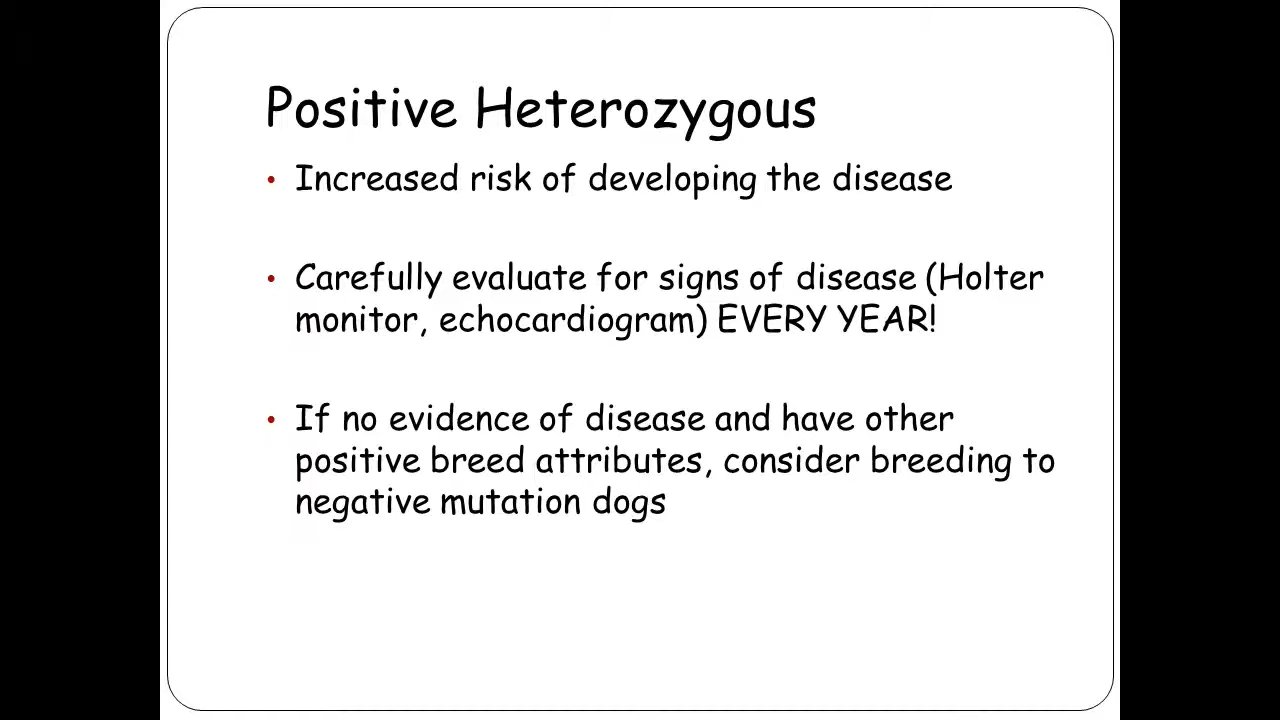 Positive Heterozygous
• Increased risk of developing the disease
• Carefully evaluate for signs of disease (Holter
monitor, echocardiogram) EVERY YEAR!
• If no evidence of disease and have other
positive breed attributes, consider breeding to
negative mutation dogs